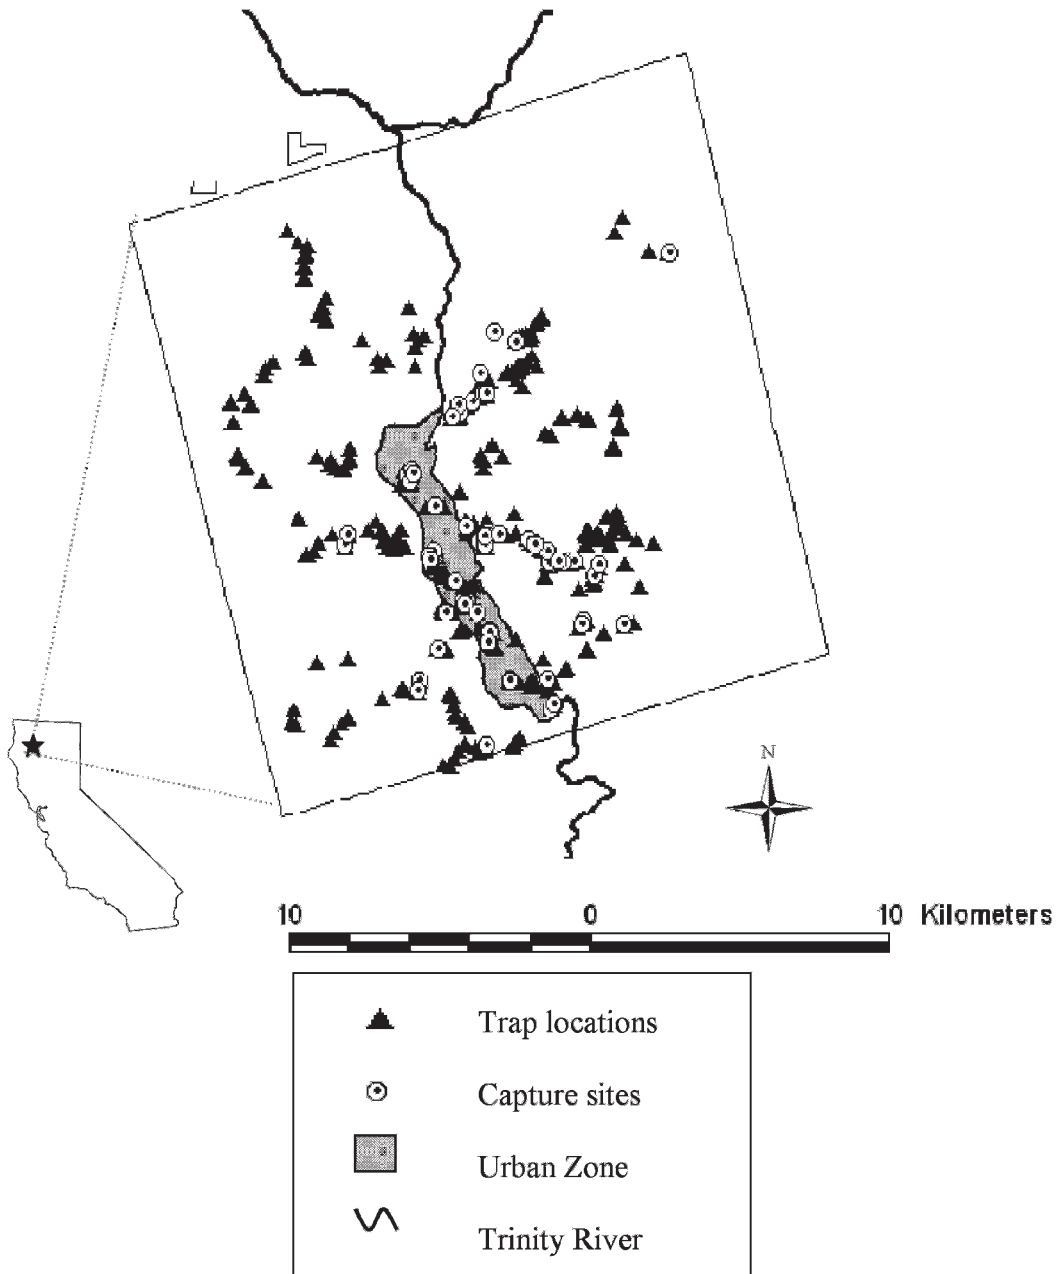 N
10 0 10 Kilometers
Trap locations
Capture sites
Urban Zone
Trinity River